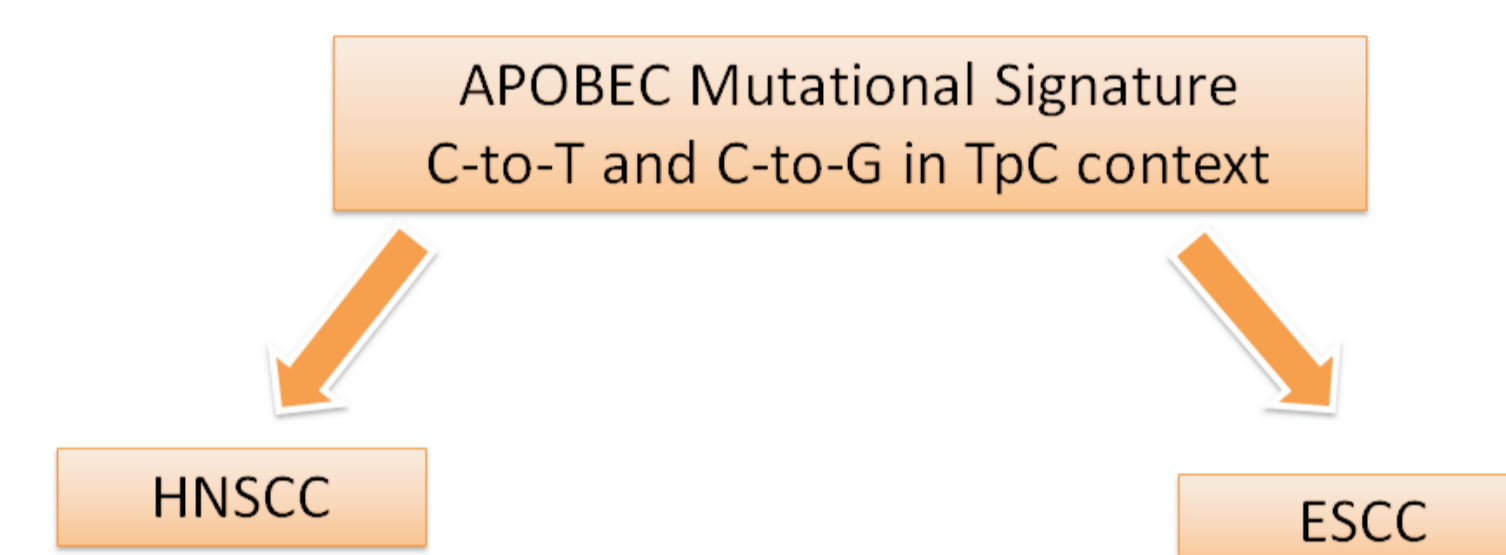 APOBEC Mutational Signature
C-to-T and C-to-G in TpC context
HNSCC
ESCC